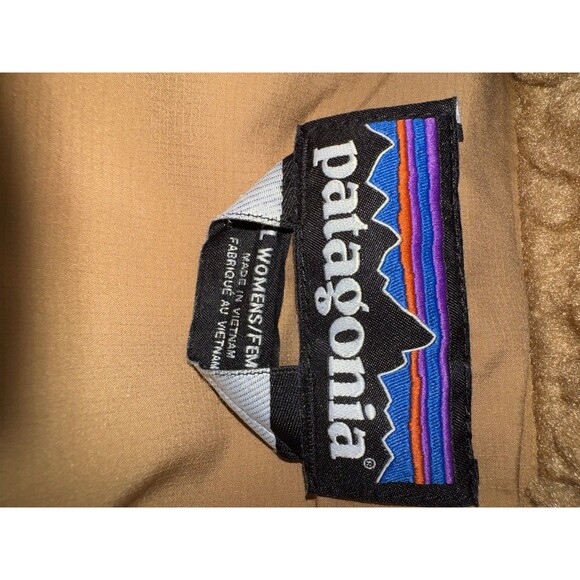 patagonia®
L WOMENS/FEM
MADE IN VIETNAM
FABRIQUÉ AU VIETNAM